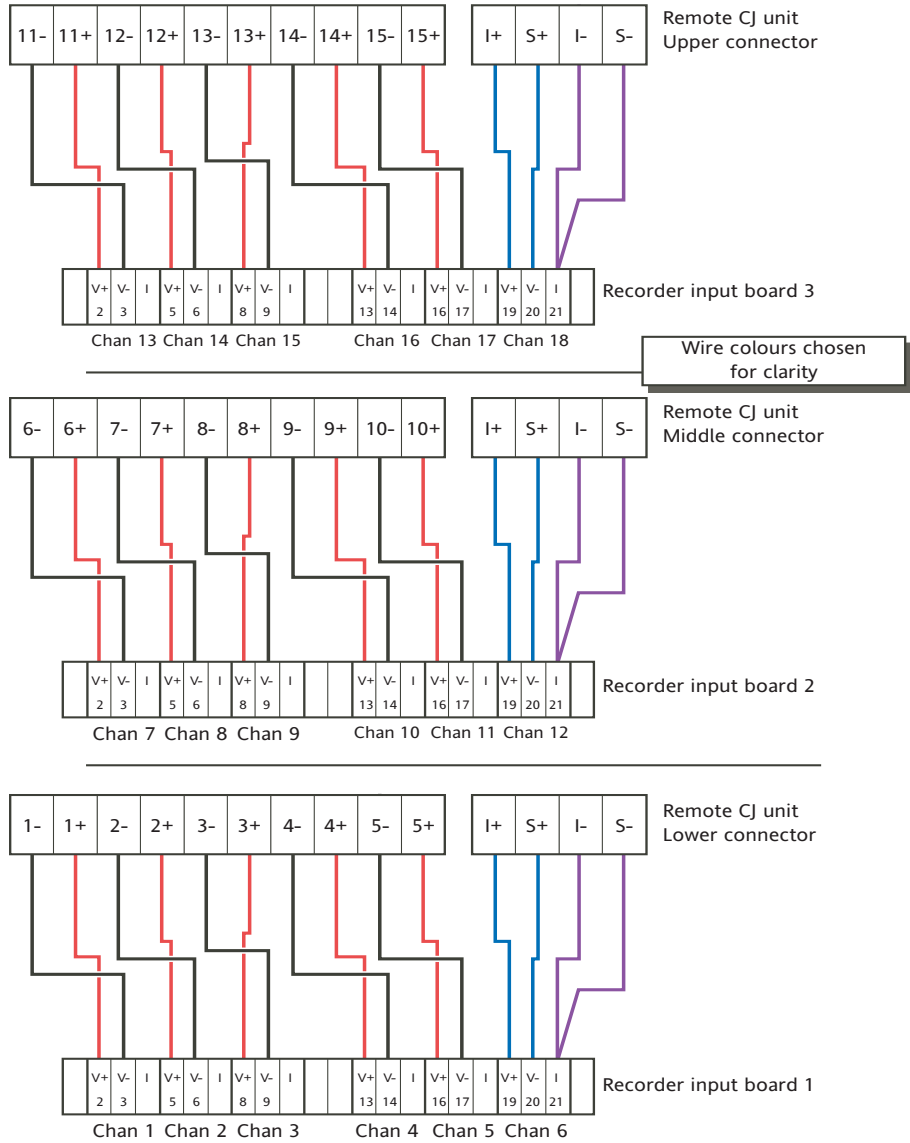 11- 11+ 12- 12+ 13- 13+ 14- 14+ 15- 15+ I+ S+ I- S-
Remote CJ unit
Upper connector
V+ V- I V+ V- I V+ V- I V+ V- I V+ V- I V+ V- I
2 3 5 6 8 9 13 14 16 17 19 20 21
Recorder input board 3
Chan 13 Chan 14 Chan 15 Chan 16 Chan 17 Chan 18
Wire colours chosen
for clarity
6- 6+ 7- 7+ 8- 8+ 9- 9+ 10- 10+ I+ S+ I- S-
Remote CJ unit
Middle connector
V+ V- I V+ V- I V+ V- I V+ V- I V+ V- I V+ V- I
2 3 5 6 8 9 13 14 16 17 19 20 21
Recorder input board 2
Chan 7 Chan 8 Chan 9 Chan 10 Chan 11 Chan 12
1- 1+ 2- 2+ 3- 3+ 4- 4+ 5- 5+ I+ S+ I- S-
Remote CJ unit
Lower connector
V+ V- I V+ V- I V+ V- I V+ V- I V+ V- I V+ V- I
2 3 5 6 8 9 13 14 16 17 19 20 21
Recorder input board 1
Chan 1 Chan 2 Chan 3 Chan 4 Chan 5 Chan 6